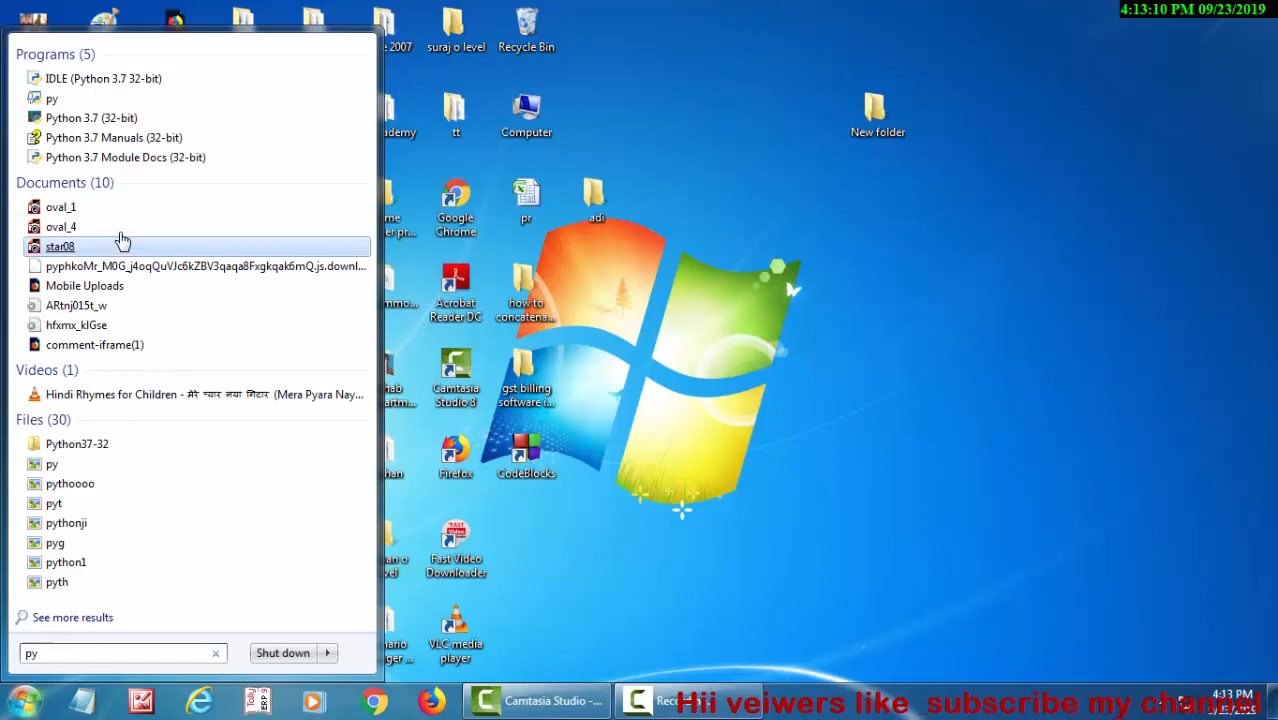 4:13:10 PM 09/23/2019
Programs (5)
IDLE (Python 3.7 32-bit)
py
Python 3.7 (32-bit)
Python 3.7 Manuals (32-bit)
Python 3.7 Module Docs (32-bit)
Documents (10)
oval_1
oval_4
star08
pyphkoMr_M0G_j4oqQuVJc6kZBV3qaqa8Fxgkqak6mQ.js.downl...
Mobile Uploads
ARtnj015t_w
hfxmx_klGse
comment-iframe(1)
Videos (1)
Hindi Rhymes for Children - मेरे प्यार नया गिटार (Mera Pyara Nay...
Files (30)
Python37-32
py
pythoooo
pyt
pythonji
pyg
python1
pyth
See more results
py
Shut down
2007
suraj o level
Recycle Bin
tt
Computer
New folder
Google Chrome
pr
adi
Acrobat Reader DC
how to concatena...
Camtasia Studio 8
gst billing software i...
Firefox
CodeBlocks
Fast Video Downloader
VLC media player
Camtasia Studio -...
Hii veiwers like_subscribe my channel
4:13 PM